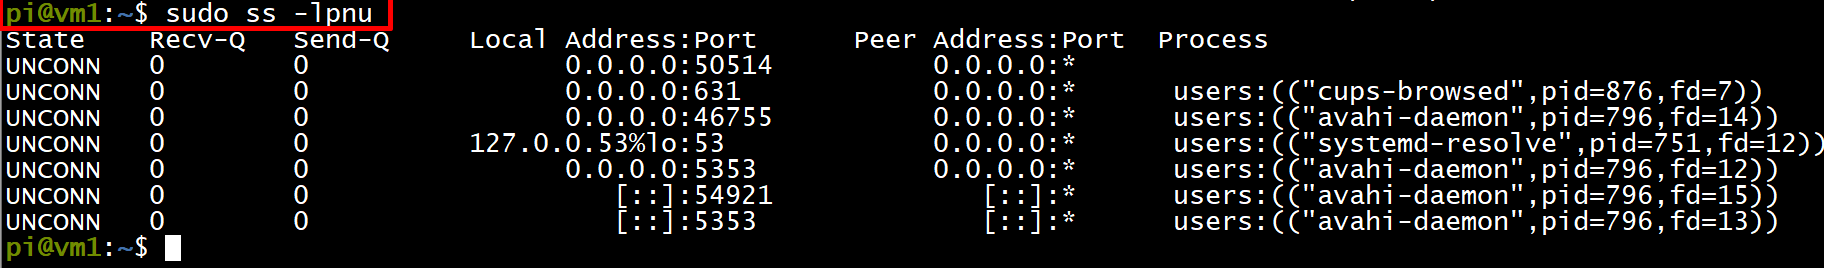 pi@vm1:~$ sudo ss -lpnu
State Recv-Q Send-Q Local Address:Port Peer Address:Port Process
UNCONN 0 0 0.0.0.0:50514 0.0.0.0:*
UNCONN 0 0 0.0.0.0:631 0.0.0.0:* users:(("cups-browsed",pid=876,fd=7))
UNCONN 0 0 0.0.0.0:46755 0.0.0.0:* users:(("avahi-daemon",pid=796,fd=14))
UNCONN 0 0 127.0.0.53%lo:53 0.0.0.0:* users:(("systemd-resolve",pid=751,fd=12))
UNCONN 0 0 0.0.0.0:5353 0.0.0.0:* users:(("avahi-daemon",pid=796,fd=12))
UNCONN 0 0 [::]:54921 [::]:* users:(("avahi-daemon",pid=796,fd=15))
UNCONN 0 0 [::]:5353 [::]:* users:(("avahi-daemon",pid=796,fd=13))
pi@vm1:~$